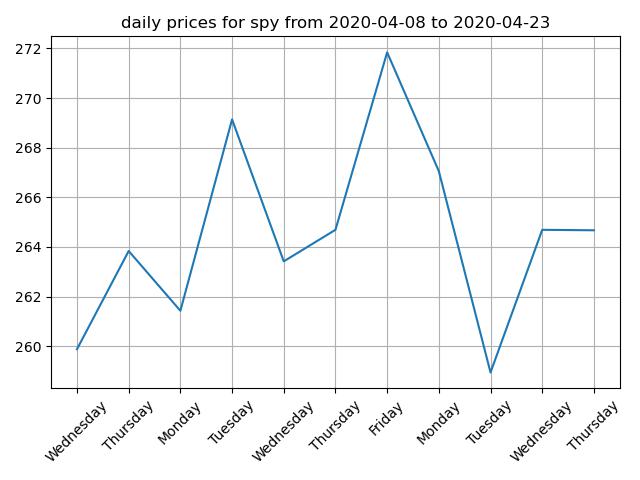 daily prices for spy from 2020-04-08 to 2020-04-23
272
270
268
266
264
262
260
Wednesday
Thursday
Monday
Tuesday
Wednesday
Thursday
Friday
Monday
Tuesday
Wednesday
Thursday